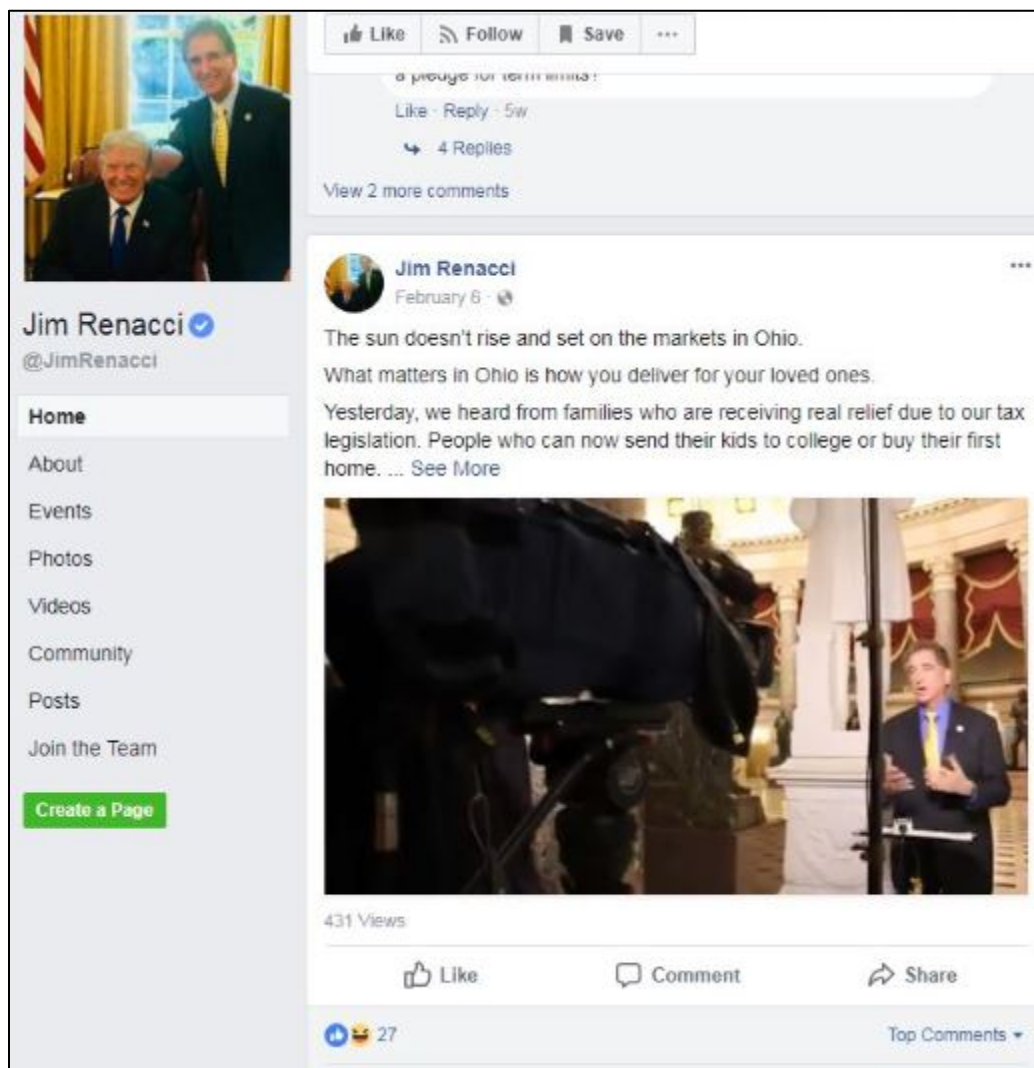 Like Follow Save ...
a pledge for term limits?
Like · Reply · 5w
4 Replies
View 2 more comments
Jim Renacci
@JimRenacci
Home
About
Events
Photos
Videos
Community
Posts
Join the Team
Create a Page
Jim Renacci
February 6 ·
The sun doesn't rise and set on the markets in Ohio.
What matters in Ohio is how you deliver for your loved ones.
Yesterday, we heard from families who are receiving real relief due to our tax
legislation. People who can now send their kids to college or buy their first
home. ... See More
431 Views
Like Comment Share
27 Top Comments